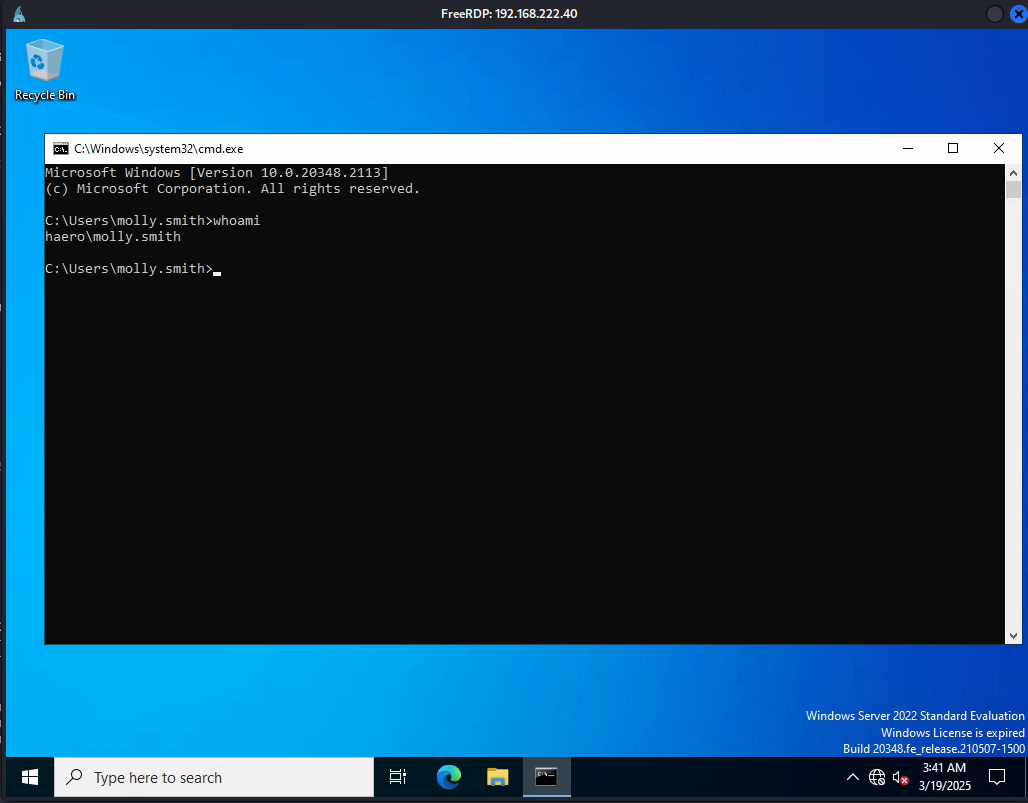 FreeRDP: 192.168.222.40
Recycle Bin
C:\Windows\system32\cmd.exe
Microsoft Windows [Version 10.0.20348.2113]
(c) Microsoft Corporation. All rights reserved.
C:\Users\molly.smith>whoami
haero\molly.smith
C:\Users\molly.smith>
Windows Server 2022 Standard Evaluation
Windows License is expired
Build 20348.fe_release.210507-1500
Type here to search
3:41 AM
3/19/2025